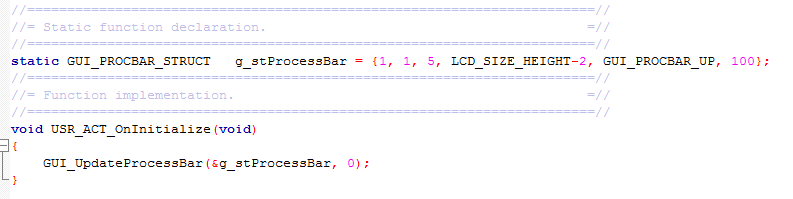 //=======================================================================//
//= Static function declaration.                                        =//
//=======================================================================//
static GUI_PROCBAR_STRUCT   g_stProcessBar = {1, 1, 5, LCD_SIZE_HEIGHT-2, GUI_PROCBAR_UP, 100};
//=======================================================================//
//= Function implementation.                                            =//
//=======================================================================//
void USR_ACT_OnInitialize(void)
{
    GUI_UpdateProcessBar(&g_stProcessBar, 0);
}